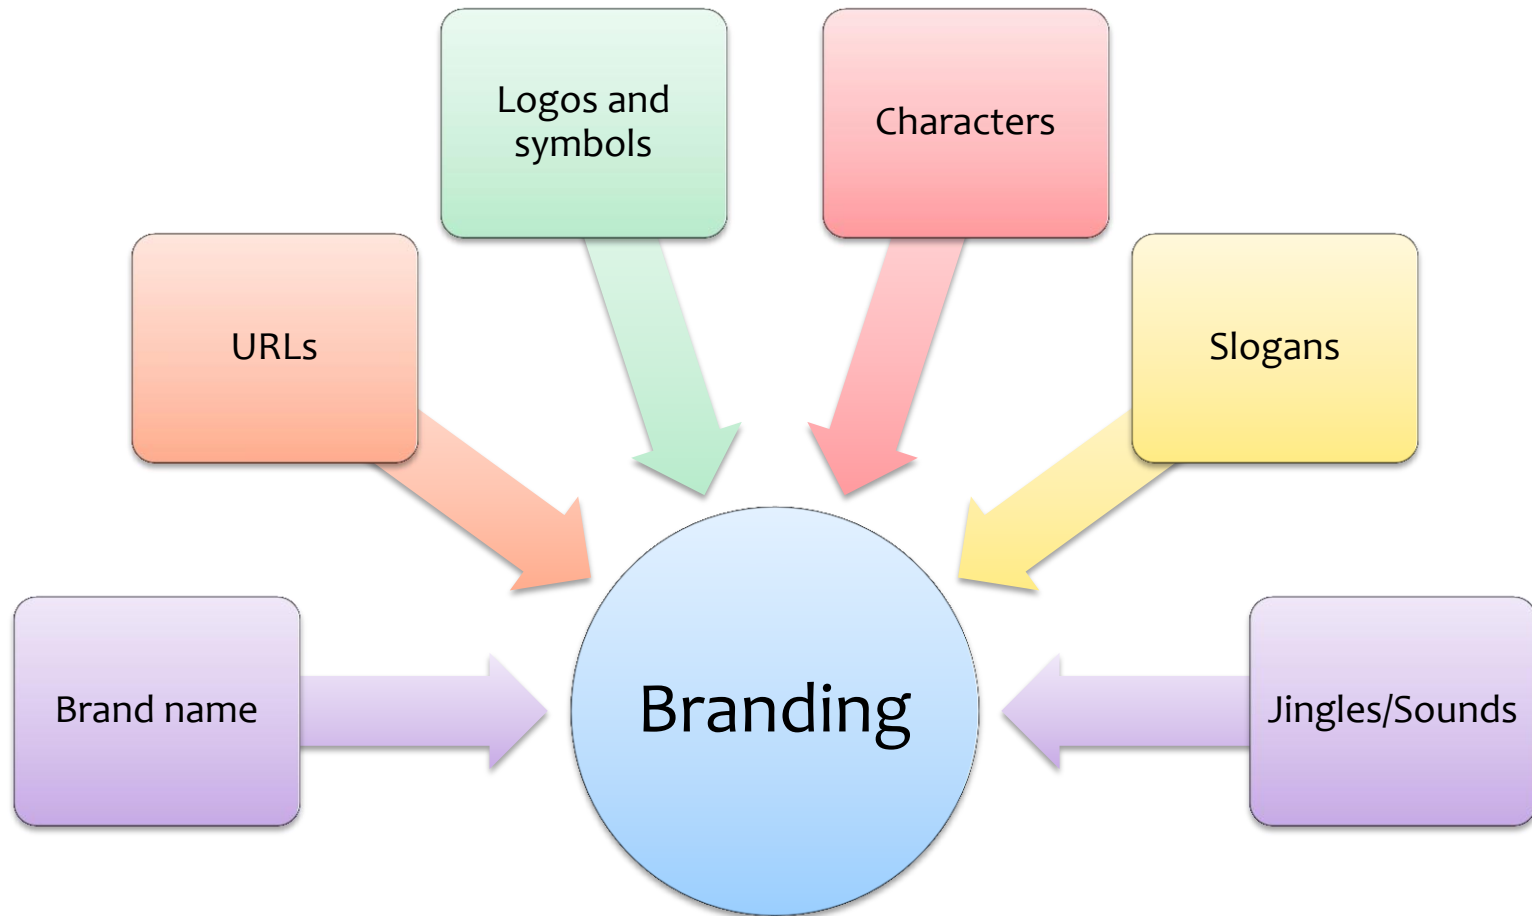 Logos and
symbols
Characters
URLs
Slogans
Brand name
Branding
Jingles/Sounds